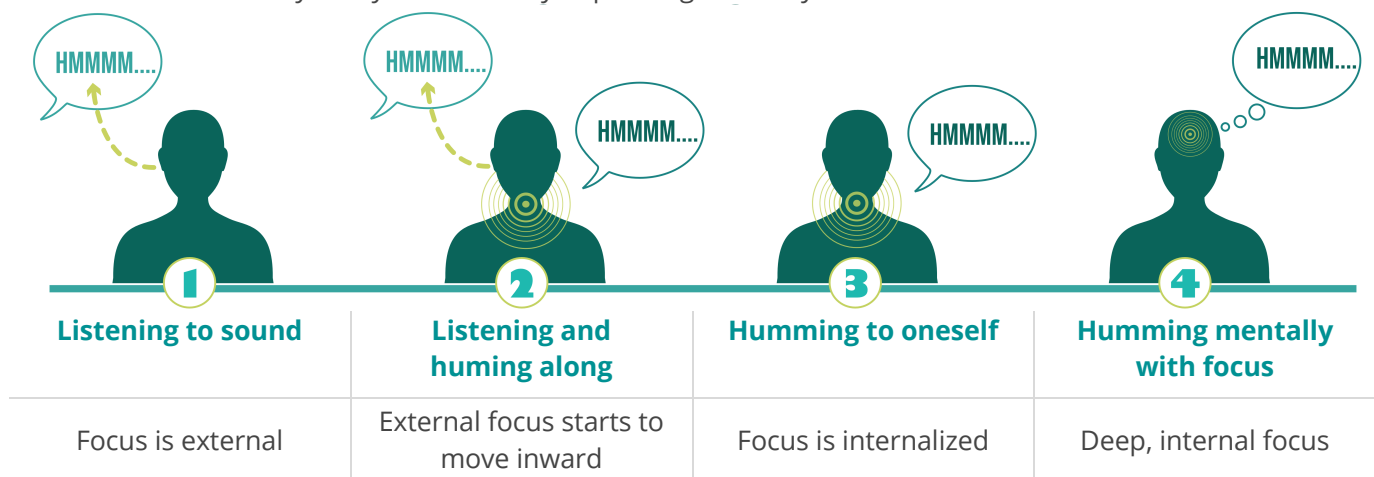 HMMMM....
HMMMM....
HMMMM....
HMMMM....
HMMMM....
1
2
3
4
Listening to sound
Listening and
huming along
Humming to oneself
Humming mentally
with focus
Focus is external
External focus starts to
move inward
Focus is internalized
Deep, internal focus